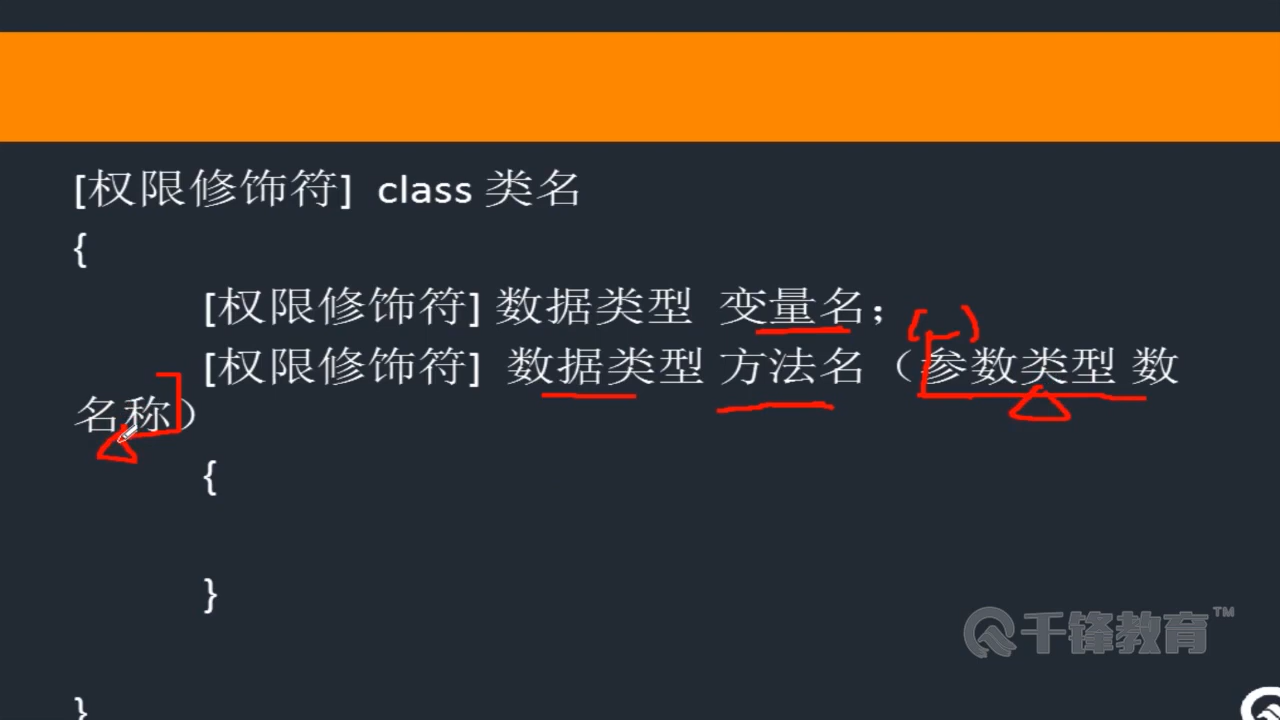 [权限修饰符] class 类名
{
[权限修饰符] 数据类型 变量名；
[权限修饰符] 数据类型 方法名（参数类型 数
名称）
{
}
千锋教育™
}